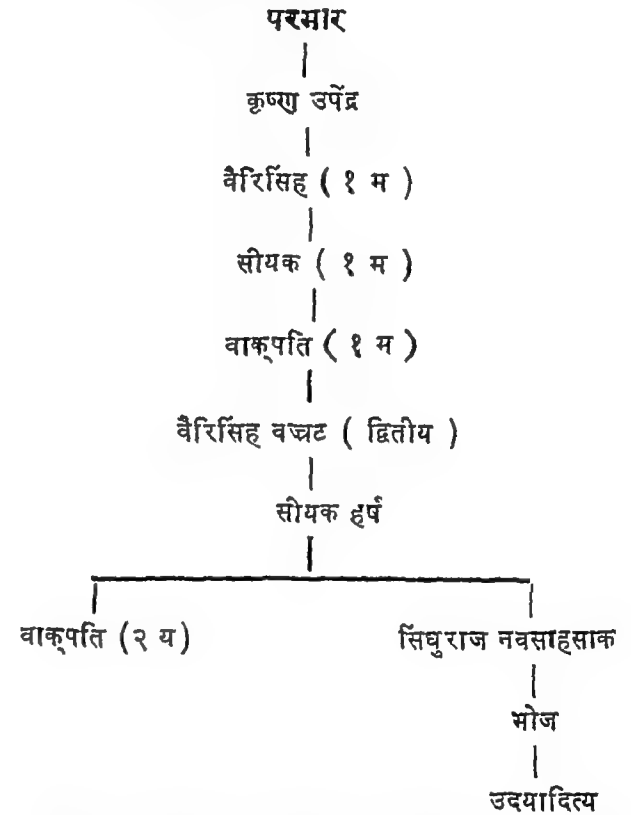 परमार
कृष्ण उपेंद्र
वैरिसिंह ( १ म )
सीयक ( १ म )
वाक्पति ( १ म )
वैरिसिंह वज्रट ( द्वितीय )
सीयक हर्ष
वाक्पति (२ य) सिंघुराज नवसाहसाक
भोज
उदयादित्य